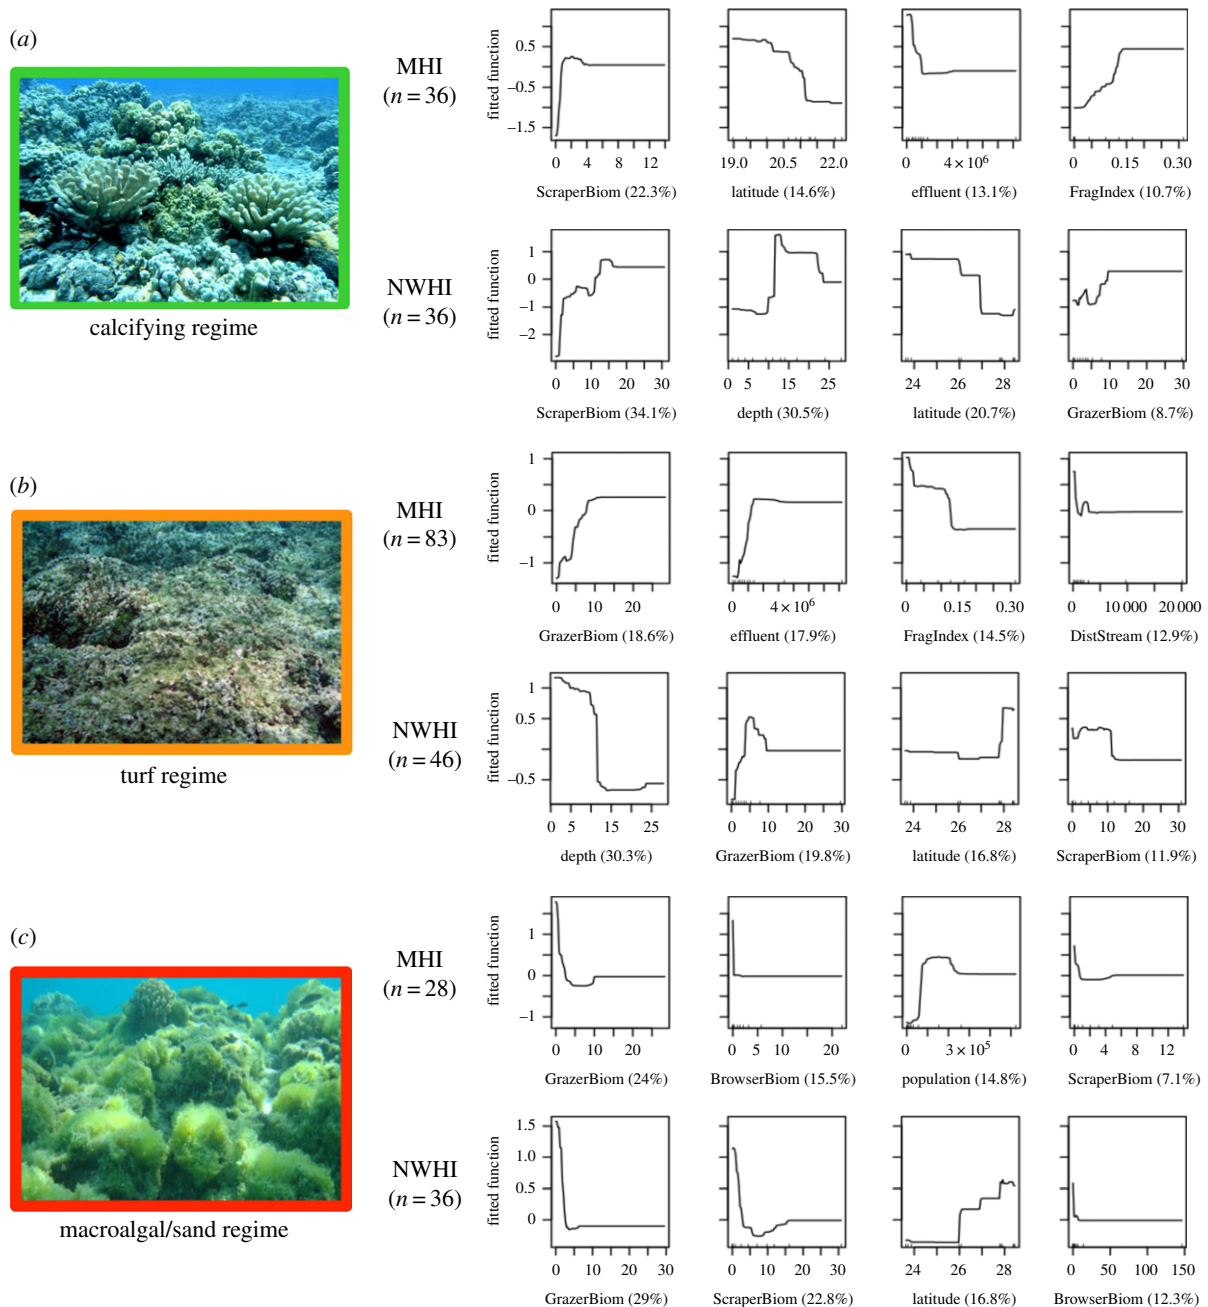 (a)
MHI
(n = 36)
fitted function
0.5
−0.5
−1.5
0 4 8 12
ScraperBiom (22.3%)
19.0 20.5 22.0
latitude (14.6%)
0 4 × 10⁶
effluent (13.1%)
0 0.15 0.30
FragIndex (10.7%)
NWHI
(n = 36)
fitted function
1
0
−1
−2
0 10 20 30
ScraperBiom (34.1%)
0 5 15 25
depth (30.5%)
24 26 28
latitude (20.7%)
0 10 20 30
GrazerBiom (8.7%)
calcifying regime
(b)
MHI
(n = 83)
fitted function
1
0
−1
0 10 20
GrazerBiom (18.6%)
0 4 × 10⁶
effluent (17.9%)
0 0.15 0.30
FragIndex (14.5%)
0 10 000 20 000
DistStream (12.9%)
NWHI
(n = 46)
fitted function
1
0.5
−0.5
0 5 15 25
depth (30.3%)
0 10 20 30
GrazerBiom (19.8%)
24 26 28
latitude (16.8%)
0 10 20 30
ScraperBiom (11.9%)
turf regime
(c)
MHI
(n = 28)
fitted function
1
0
−1
0 10 20
GrazerBiom (24%)
0 5 10 20
BrowserBiom (15.5%)
0 3 × 10⁵
population (14.8%)
0 4 8 12
ScraperBiom (7.1%)
NWHI
(n = 36)
fitted function
1.5
1.0
0.5
0
0 10 20 30
GrazerBiom (29%)
0 10 20 30
ScraperBiom (22.8%)
24 26 28
latitude (16.8%)
0 50 100 150
BrowserBiom (12.3%)
macroalgal/sand regime